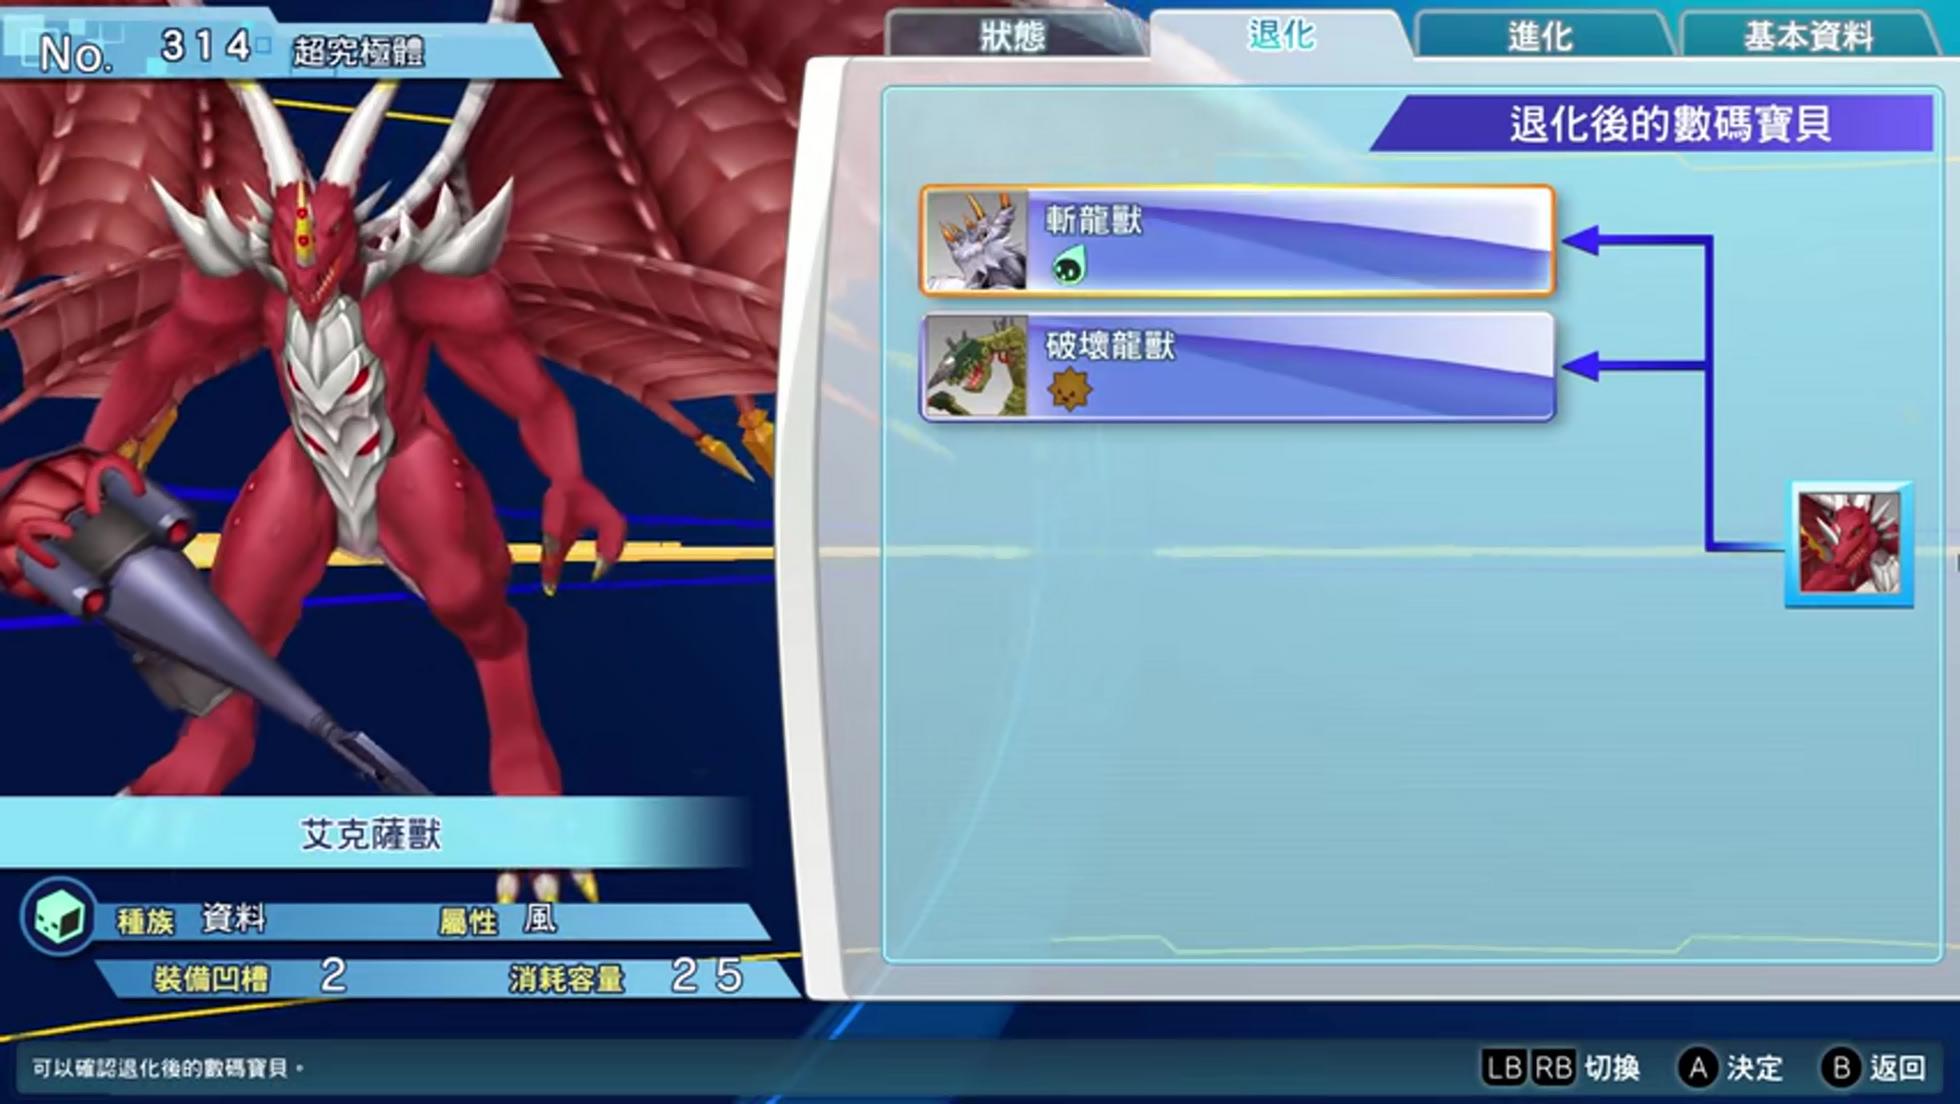 No. 314 超究極體
狀態 退化 進化 基本資料
退化後的數碼寶貝
斬龍獸
破壞龍獸
艾克薩獸
種族 資料 屬性 風
裝備凹槽 2 消耗容量 25
可以確認退化後的數碼寶貝。
LB RB 切換 A 決定 B 返回